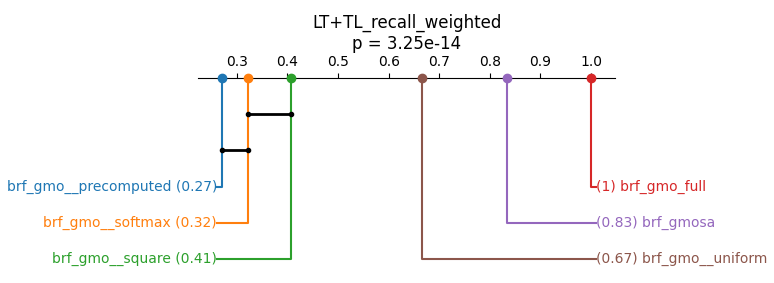 LT+TL_recall_weighted
p = 3.25e-14
0.3 0.4 0.5 0.6 0.7 0.8 0.9 1.0
brf_gmo__precomputed (0.27) (1) brf_gmo_full
brf_gmo__softmax (0.32) (0.83) brf_gmosa
brf_gmo__square (0.41) (0.67) brf_gmo__uniform